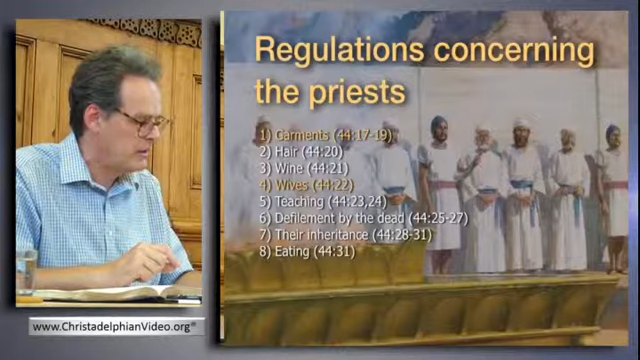 Regulations concerning
the priests
1) Garments (44:17-19)
2) Hair (44:20)
3) Wine (44:21)
4) Wives (44:22)
5) Teaching (44:23,24)
6) Defilement by the dead (44:25-27)
7) Their inheritance (44:28-31)
8) Eating (44:31)
www.ChristadelphianVideo.org®